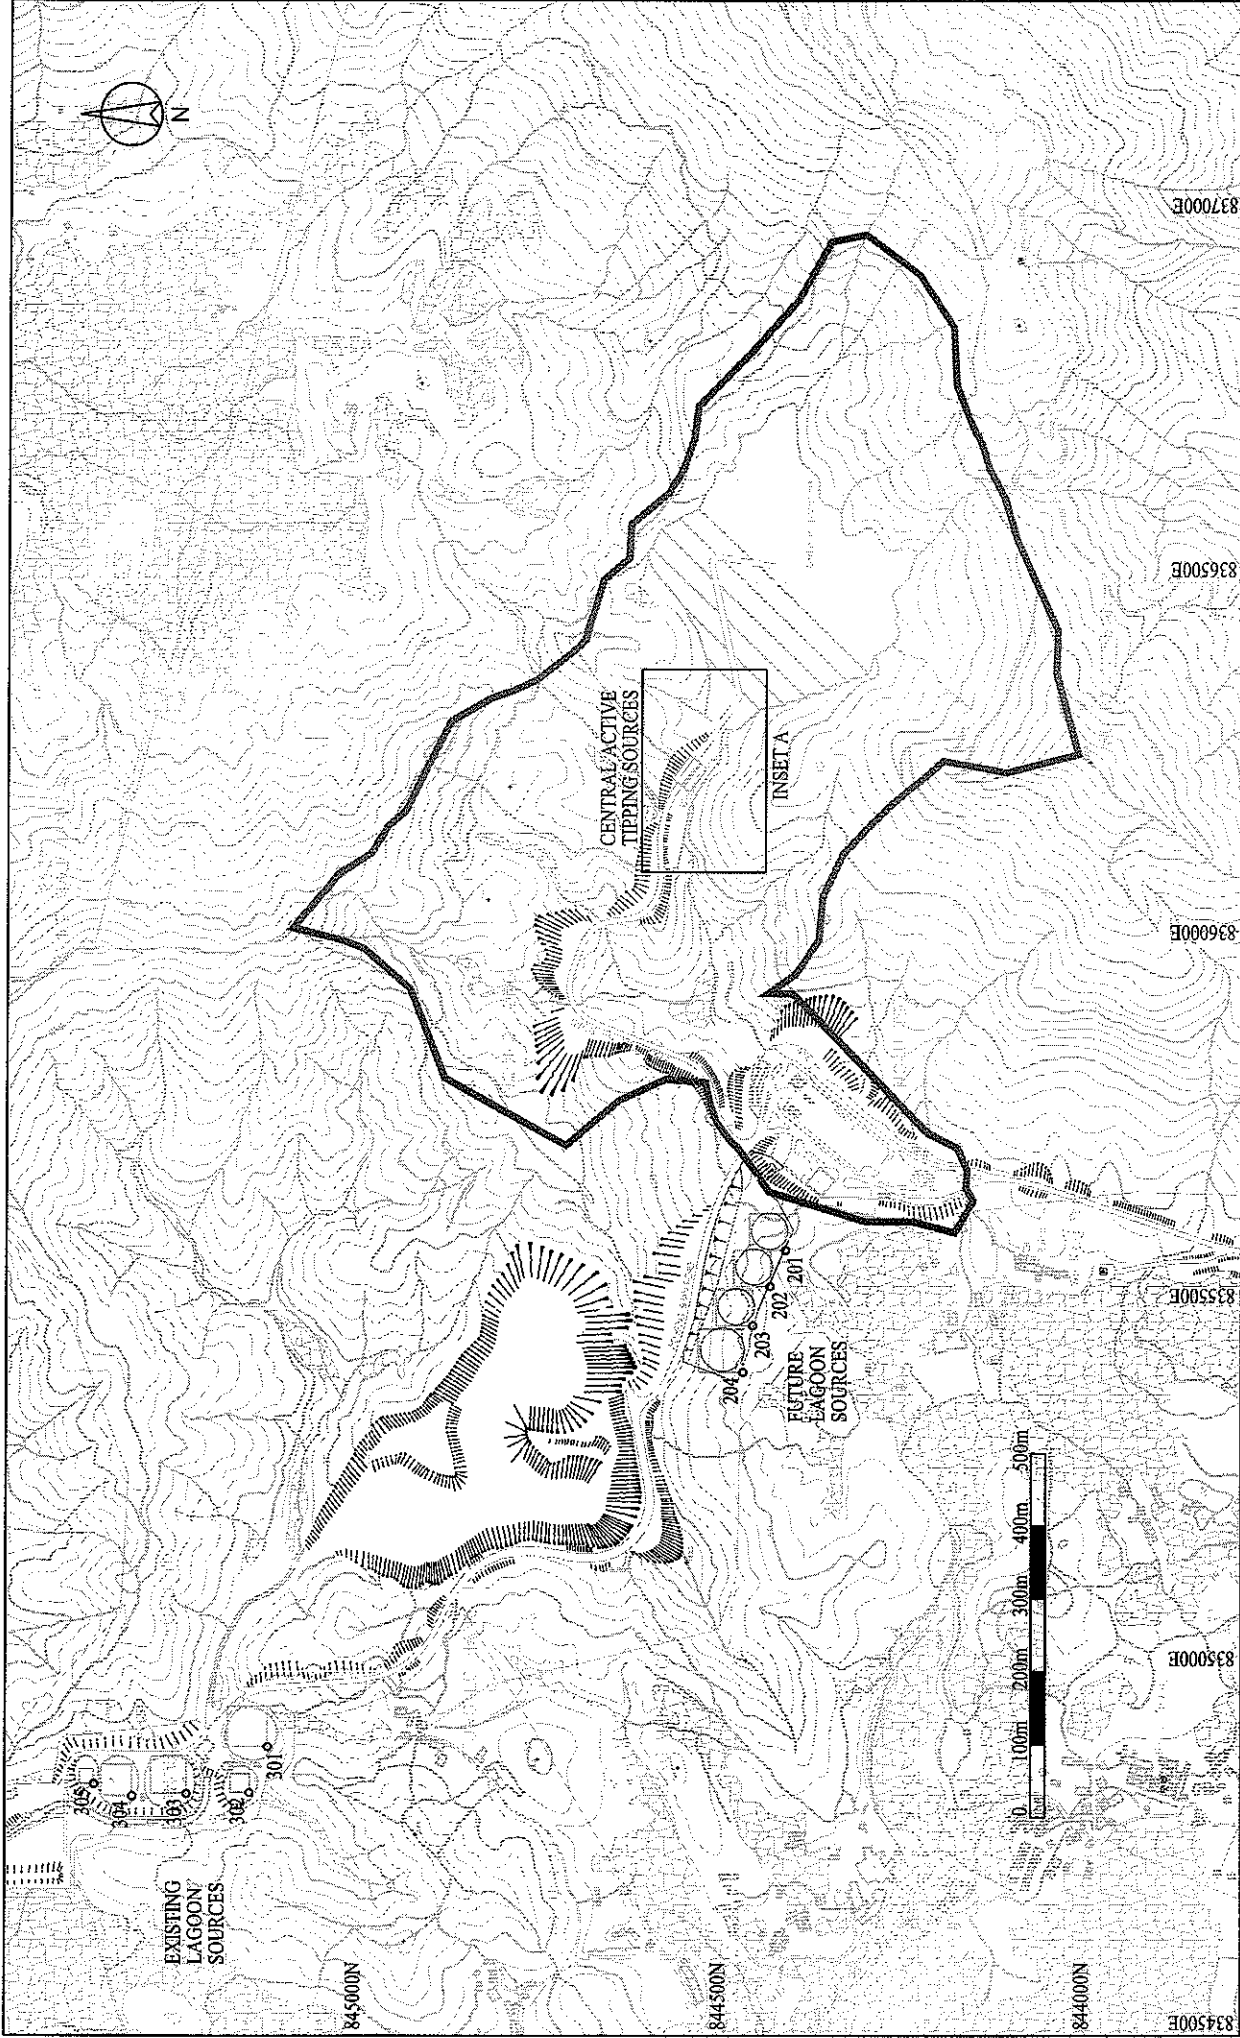 N
EXISTING
LAGOON
SOURCES
305
304
303
302
301
CENTRAL ACTIVE
TIPPING SOURCES
INSET A
FUTURE
LAGOON
SOURCES
204
203
202
201
0
100m
200m
300m
400m
500m
845000N
844500N
844000N
834500E
835000E
835500E
836000E
836500E
837000E